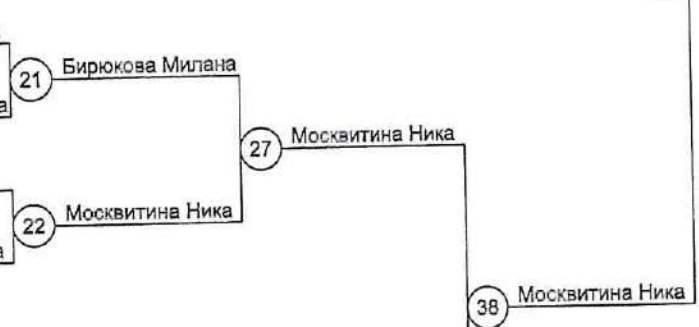 21 Бирюкова Милана
а
27 Москвитина Ника
22 Москвитина Ника
а
38 Москвитина Ника